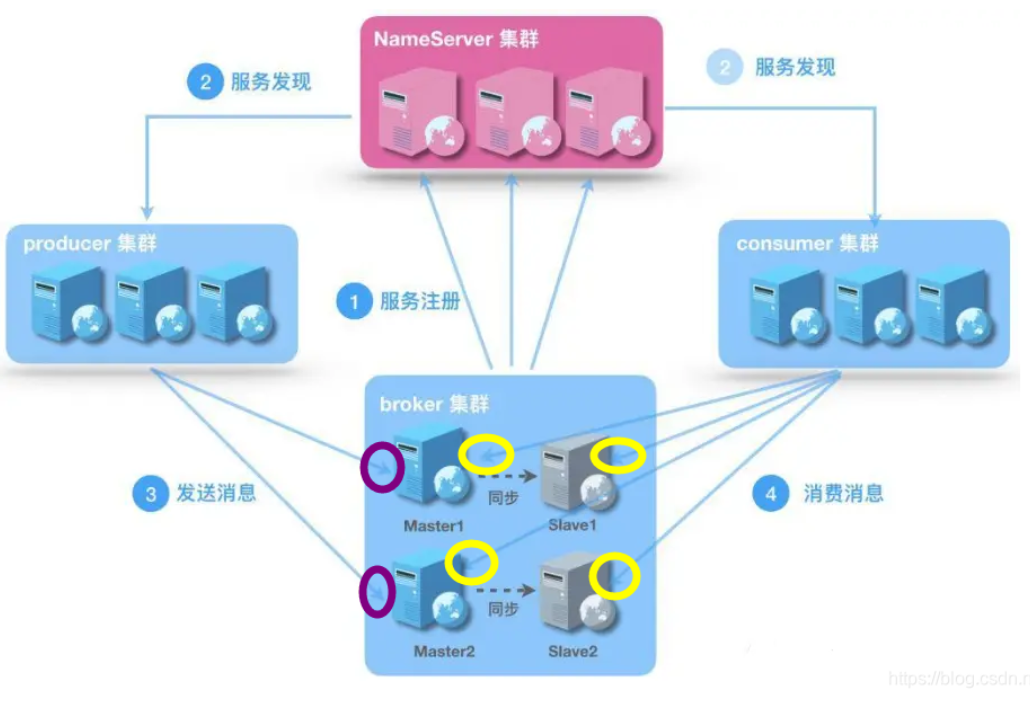 NameServer 集群
2 服务发现
2 服务发现
producer 集群
consumer 集群
1 服务注册
broker 集群
同步
Master1
Slave1
3 发送消息
4 消费消息
同步
Master2
Slave2
https://blog.csdn.r